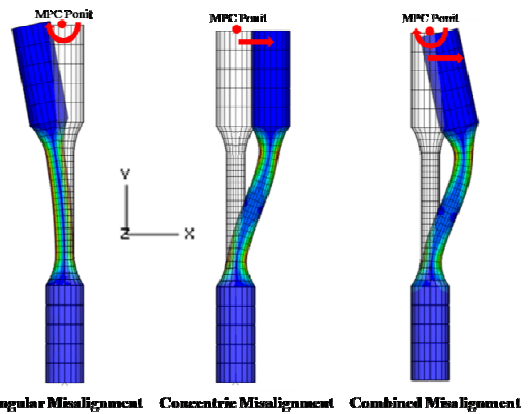 MPC Ponit
MPC Ponit
MPC Ponit
Y
Z
X
ngular Misalignment
Concentric Misalignment
Combined Misalignment